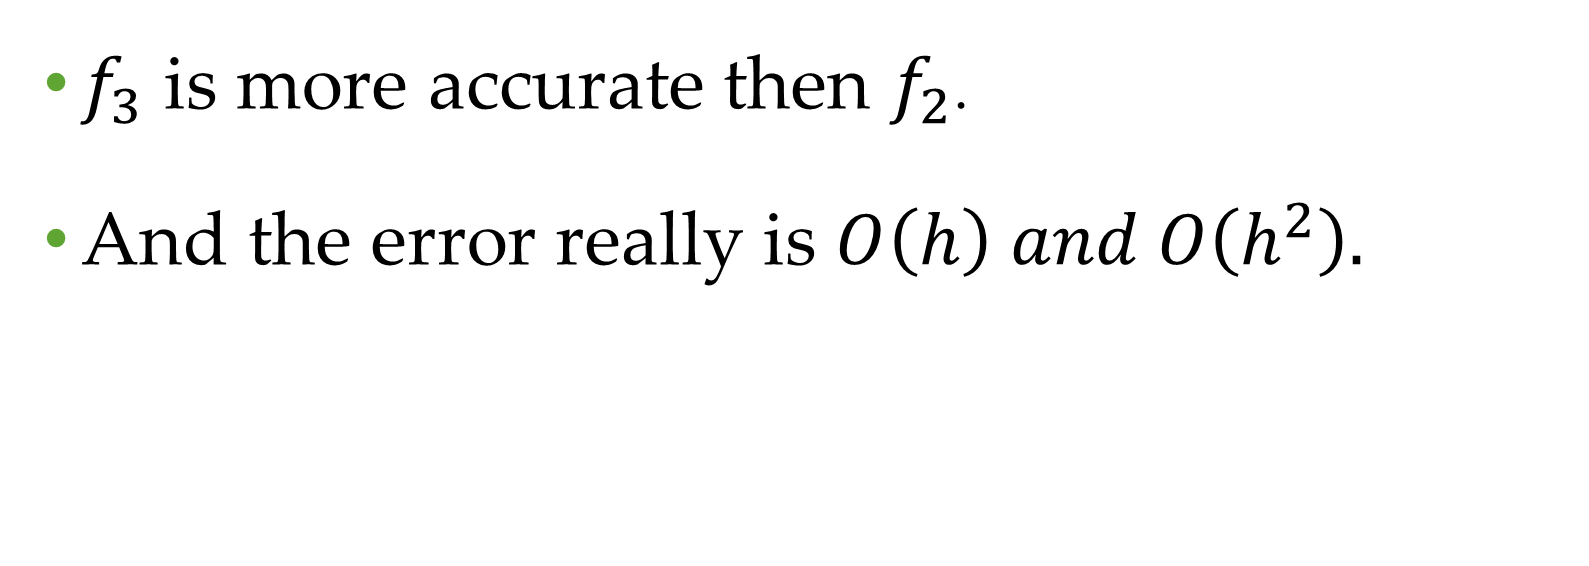 • f₃ is more accurate then f₂.
• And the error really is O(h) and O(h²).